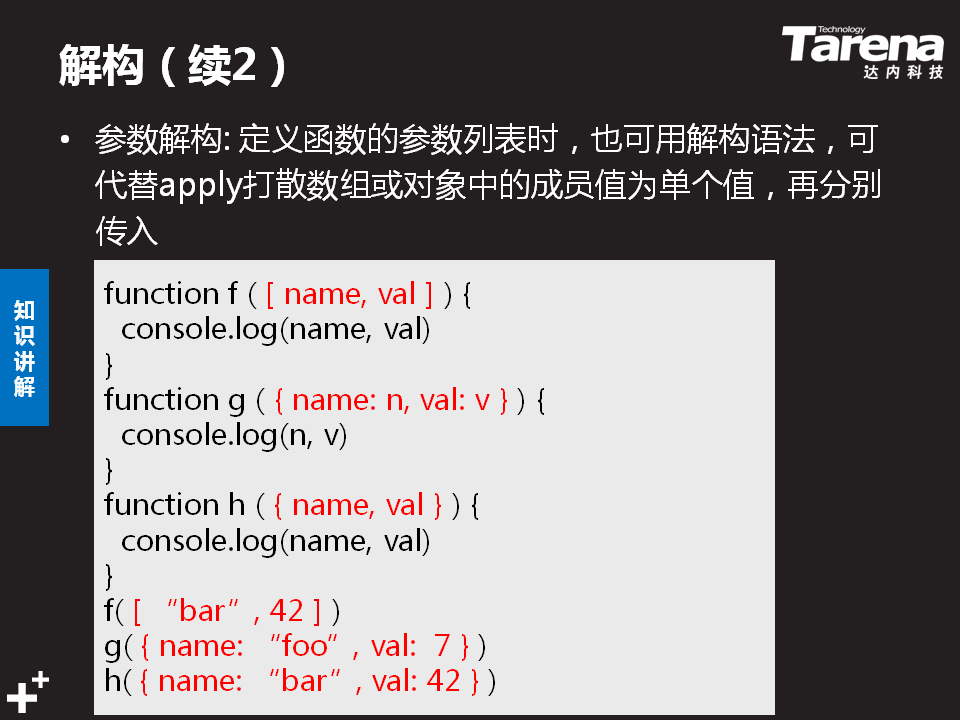 解构（续2）
Technology
Tarena
达内科技
• 参数解构: 定义函数的参数列表时，也可用解构语法，可
代替apply打散数组或对象中的成员值为单个值，再分别
传入
知识讲解
function f ( [ name, val ] ) {
  console.log(name, val)
}
function g ( { name: n, val: v } ) {
  console.log(n, v)
}
function h ( { name, val } ) {
  console.log(name, val)
}
f( [ “bar”, 42 ] )
g( { name: “foo”, val:  7 } )
h( { name: “bar”, val: 42 } )